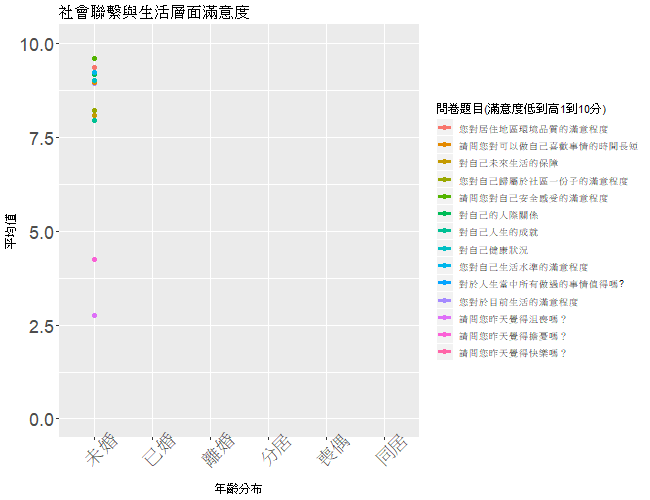 社會聯繫與生活層面滿意度
10.0
7.5
5.0
2.5
0.0
平均值
未婚
已婚
離婚
分居
喪偶
同居
年齡分布
問卷題目(滿意度低到高1到10分)
您對居住地區環境品質的滿意程度
請問您對可以做自己喜歡事情的時間長短
對自己未來生活的保障
您對自己歸屬於社區一份子的滿意程度
請問您對自己安全感受的滿意程度
對自己的人際關係
對自己人生的成就
對自己健康狀況
您對自己生活水準的滿意程度
對於人生當中所有做過的事情值得嗎?
您對於目前生活的滿意程度
請問您昨天覺得沮喪嗎？
請問您昨天覺得擔憂嗎？
請問您昨天覺得快樂嗎？